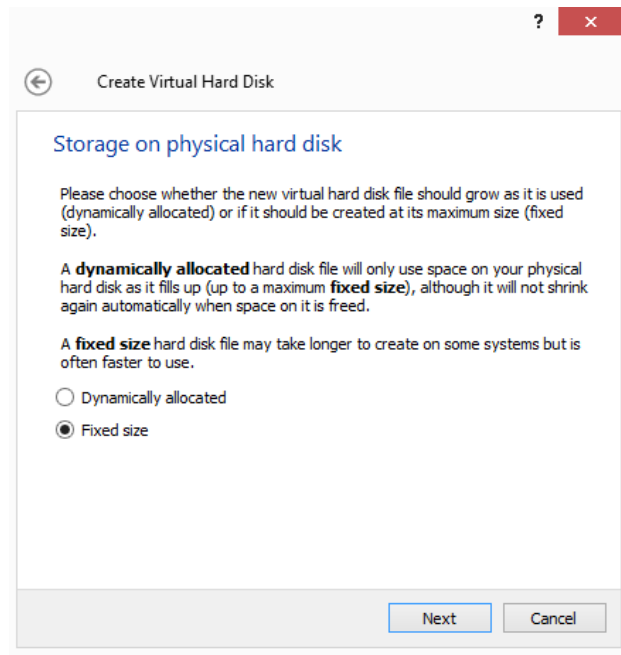 ?
Create Virtual Hard Disk
Storage on physical hard disk
Please choose whether the new virtual hard disk file should grow as it is used
(dynamically allocated) or if it should be created at its maximum size (fixed
size).
A dynamically allocated hard disk file will only use space on your physical
hard disk as it fills up (up to a maximum fixed size), although it will not shrink
again automatically when space on it is freed.
A fixed size hard disk file may take longer to create on some systems but is
often faster to use.
Dynamically allocated
Fixed size
Next Cancel